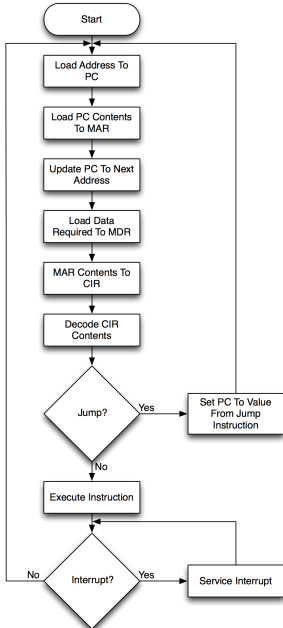 Start
Load Address To
PC
Load PC Contents
To MAR
Update PC To Next
Address
Load Data
Required To MDR
MAR Contents To
CIR
Decode CIR
Contents
Jump?
Yes
Set PC To Value
From Jump
Instruction
No
Execute Instruction
No
Interrupt?
Yes
Service Interrupt